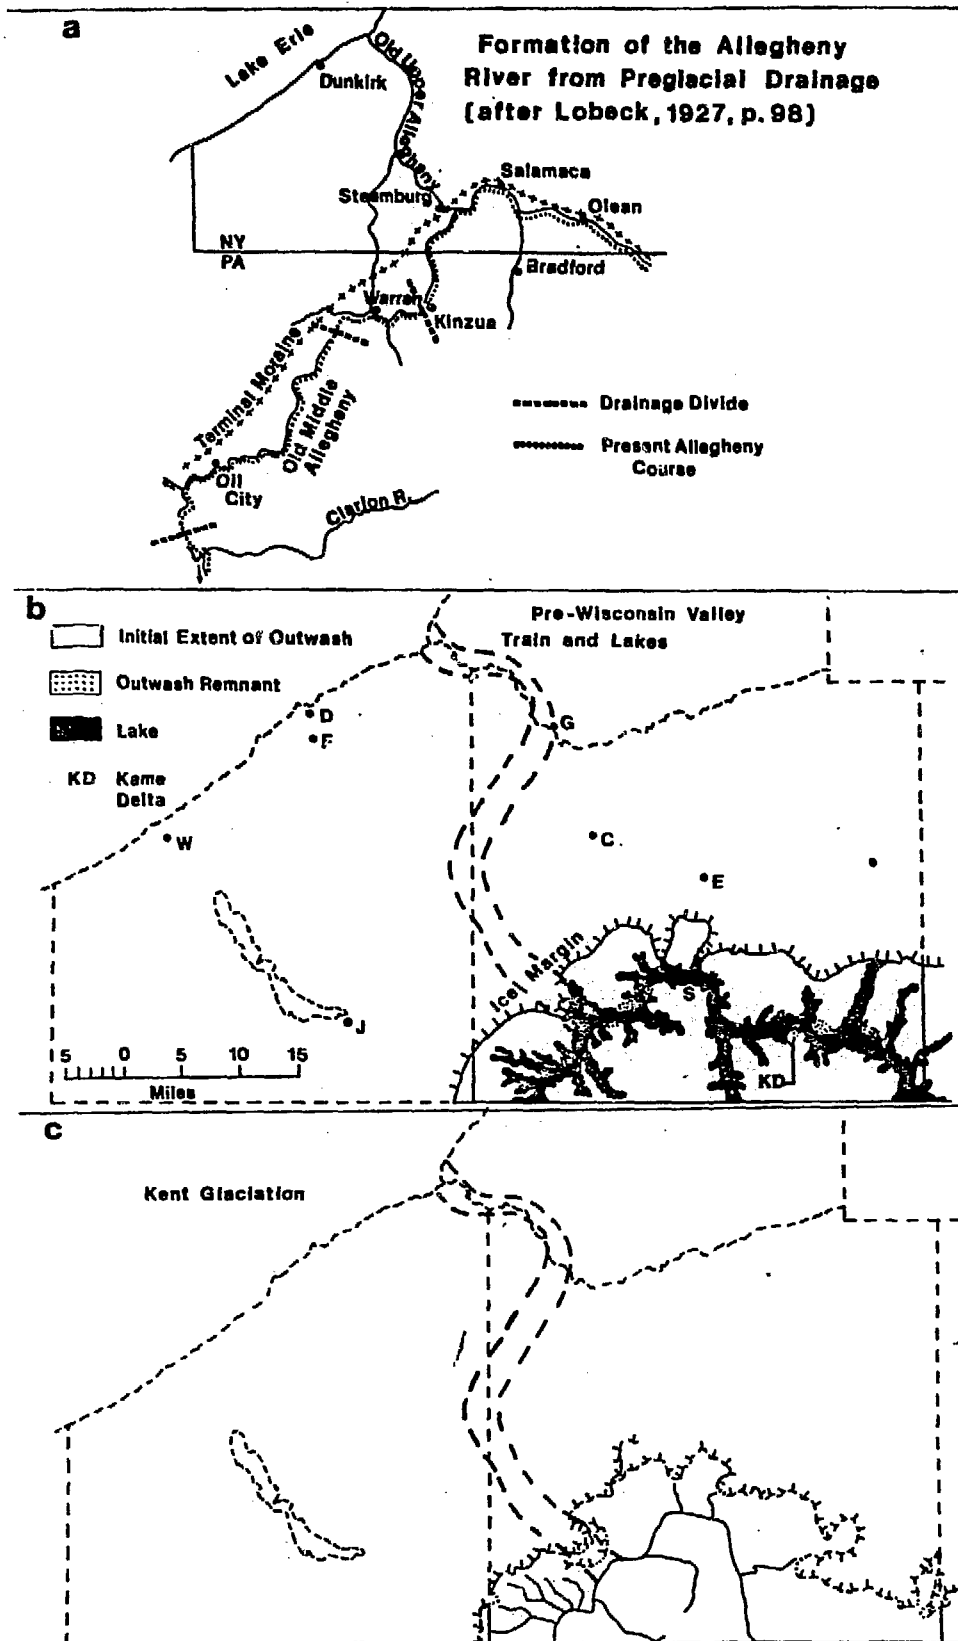 a
Formation of the Allegheny
River from Preglacial Drainage
(after Lobeck, 1927, p. 98)
Lake Erie
Dunkirk
Old Upper Allegheny
Salamaca
Steamburg
Olean
NY
PA
Bradford
Warren
Kinzua
Terminal Moraine
Old Middle
Allegheny
Drainage Divide
Present Allegheny
Course
Oil
City
Clarion R.
b
Pre-Wisconsin Valley
Train and Lakes
Initial Extent of Outwash
Outwash Remnant
Lake
KD Kame
Delta
D
F
G
W
C
E
Ice Margin
S
J
KD
5 0 5 10 15
Miles
c
Kent Glaciation